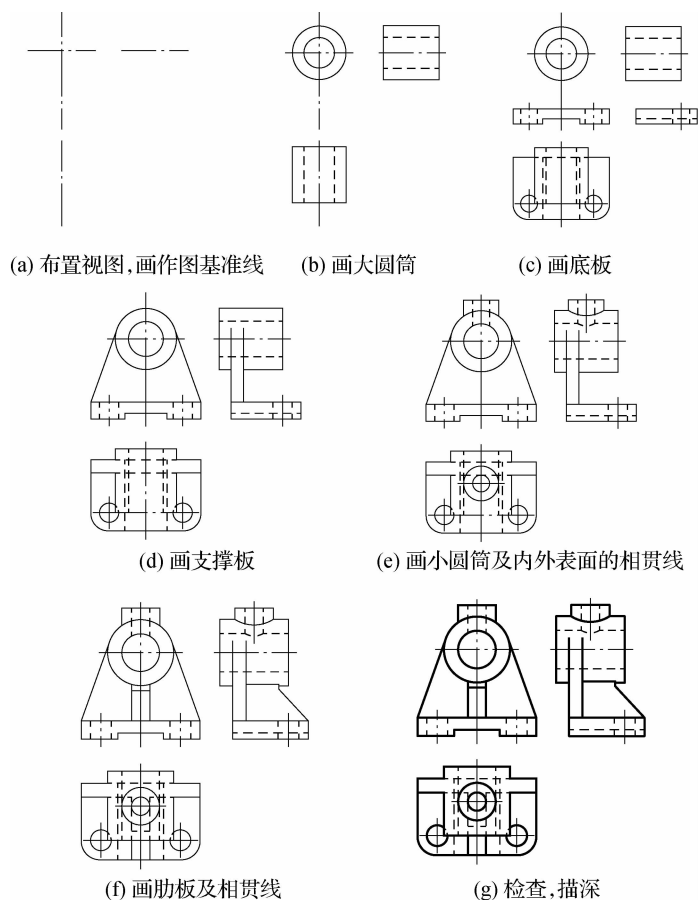 (a) 布置视图,画作图基准线
(b) 画大圆筒
(c) 画底板
(d) 画支撑板
(e) 画小圆筒及内外表面的相贯线
(f) 画肋板及相贯线
(g) 检查,描深